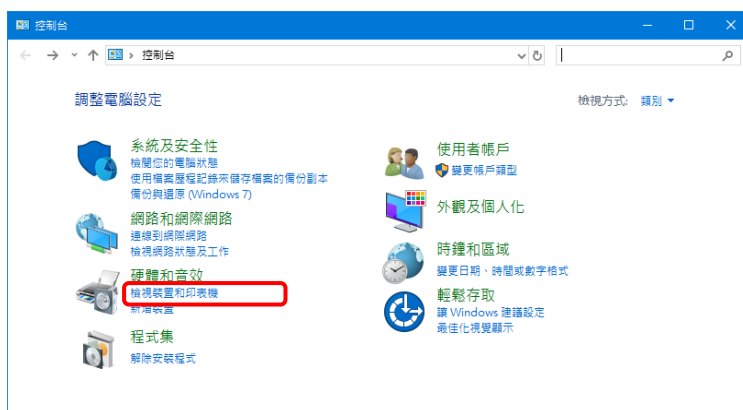 控制台
控制台
調整電腦設定
檢視方式: 類別
系統及安全性
檢閱您的電腦狀態
使用檔案歷程記錄來儲存檔案的備份副本
備份與還原 (Windows 7)
網路和網際網路
連線到網際網路
檢視網路狀態及工作
硬體和音效
檢視裝置和印表機
新增裝置
程式集
解除安裝程式
使用者帳戶
變更帳戶類型
外觀及個人化
時鐘和區域
變更日期、時間或數字格式
輕鬆存取
讓 Windows 建議設定
最佳化視覺顯示